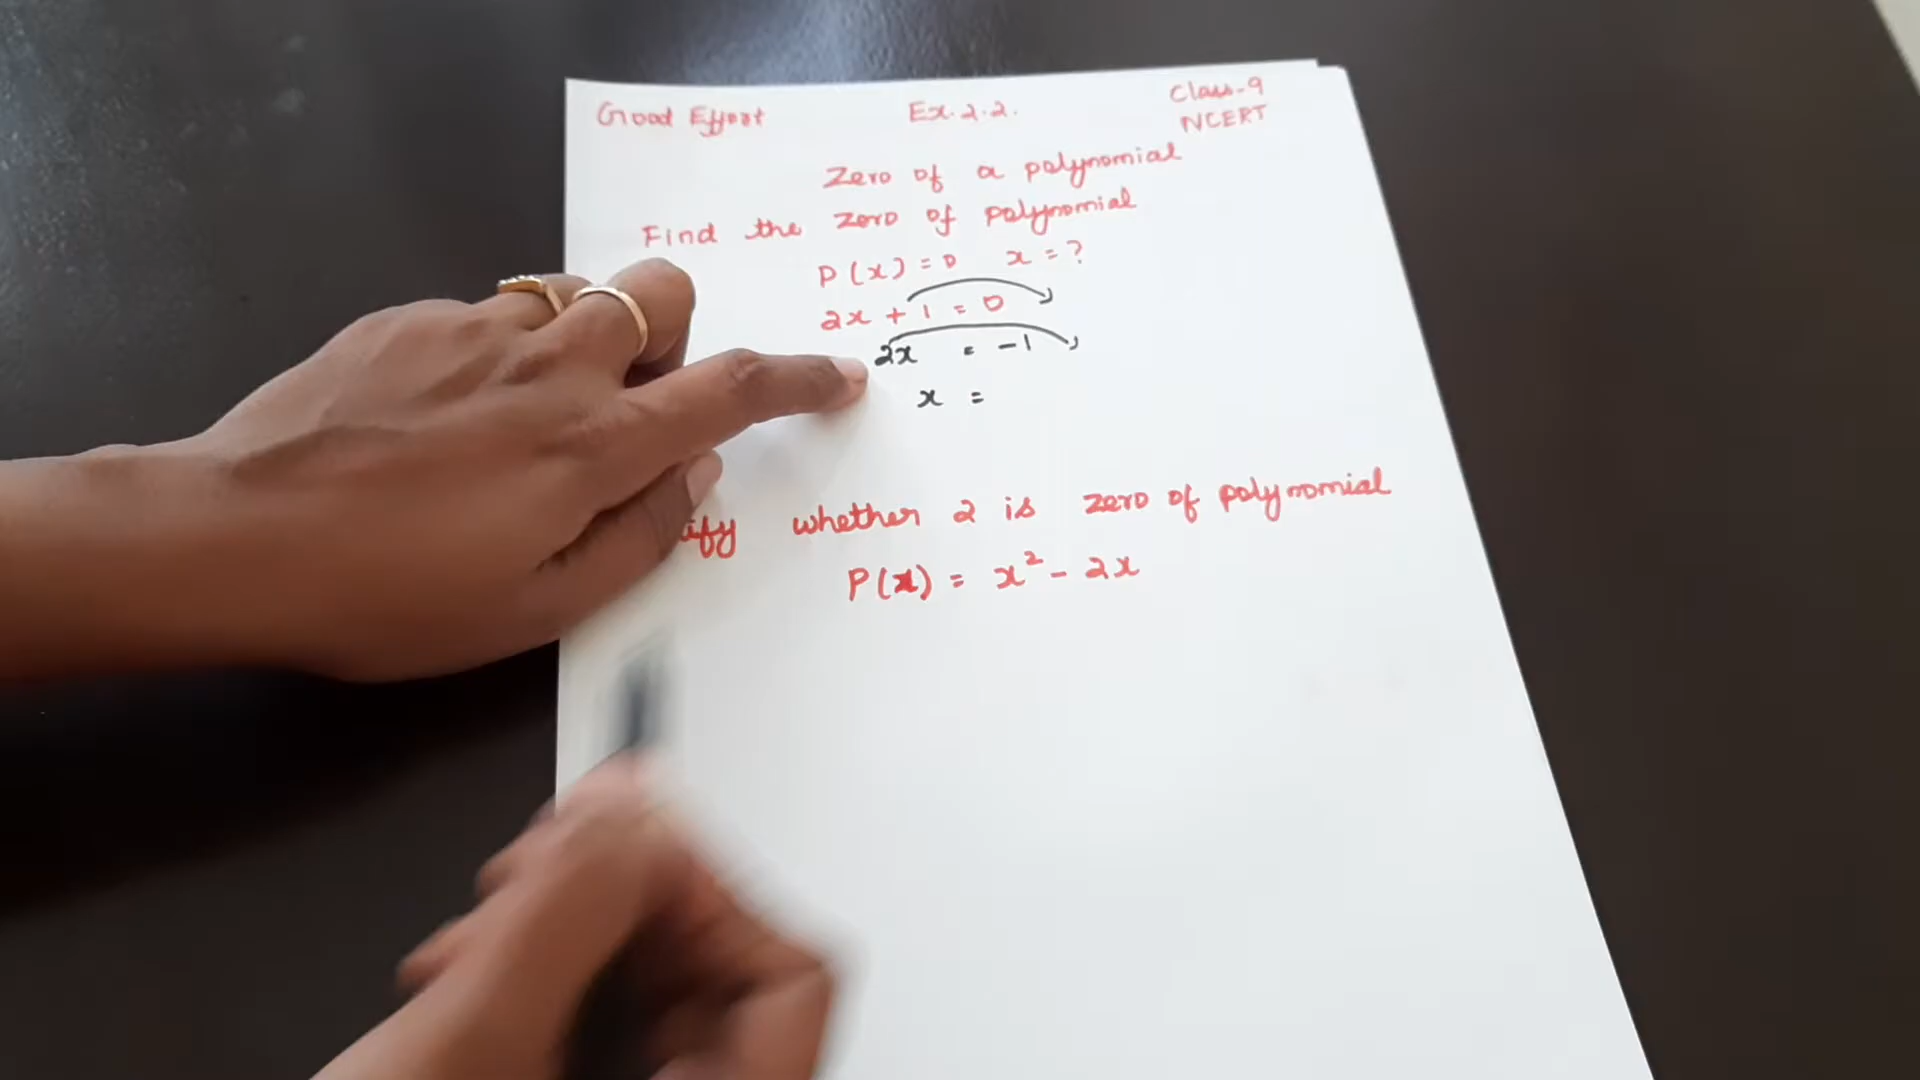 Good Effort Ex. 2.2. Class-9
NCERT
Zero of a polynomial
Find the zero of polynomial
P(x) = 0 x = ?
2x + 1 = 0
2x = -1
x =
whether 2 is zero of polynomial
P(x) = x² - 2x